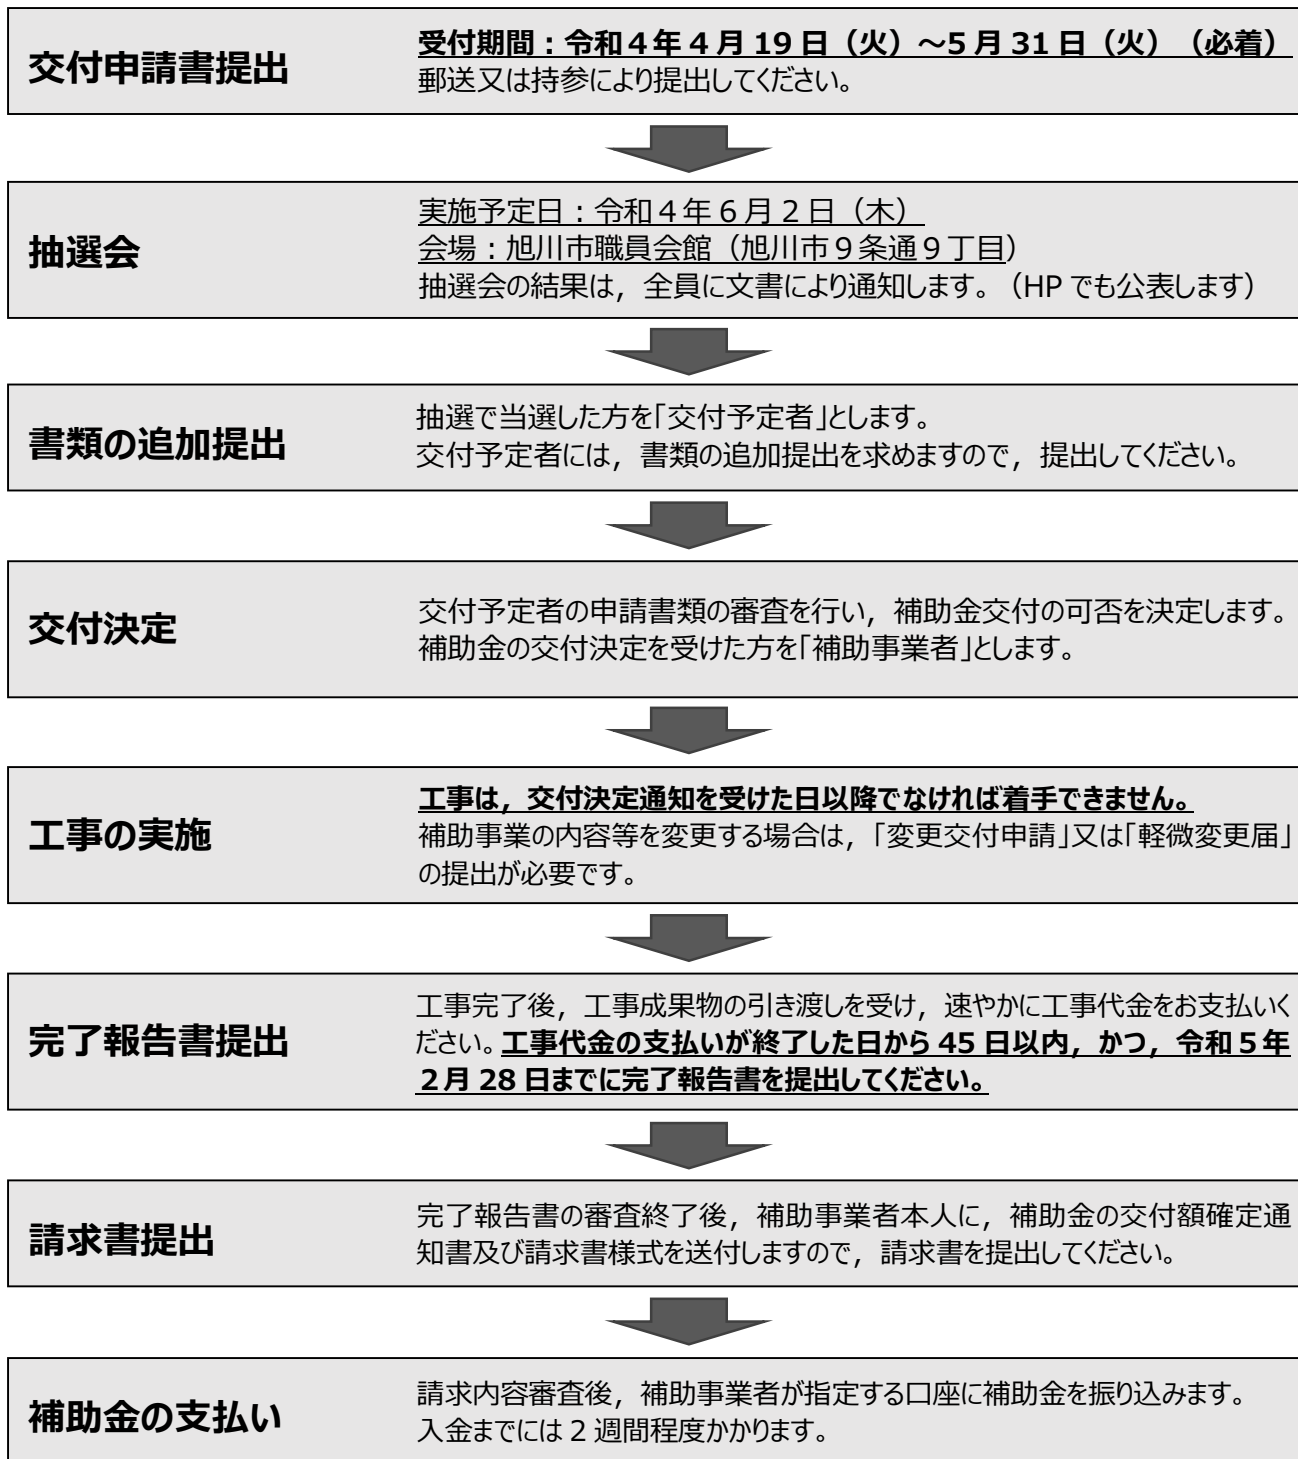 交付申請書提出
受付期間：令和４年４月 19 日（火）～5 月 31 日（火）（必着）
郵送又は持参により提出してください。
抽選会
実施予定日：令和４年６月２日（木）
会場：旭川市職員会館（旭川市９条通９丁目）
抽選会の結果は，全員に文書により通知します。（HP でも公表します）
書類の追加提出
抽選で当選した方を「交付予定者」とします。
交付予定者には，書類の追加提出を求めますので，提出してください。
交付決定
交付予定者の申請書類の審査を行い，補助金交付の可否を決定します。
補助金の交付決定を受けた方を「補助事業者」とします。
工事の実施
工事は，交付決定通知を受けた日以降でなければ着手できません。
補助事業の内容等を変更する場合は，「変更交付申請」又は「軽微変更届」
の提出が必要です。
完了報告書提出
工事完了後，工事成果物の引き渡しを受け，速やかに工事代金をお支払いく
ださい。工事代金の支払いが終了した日から 45 日以内，かつ，令和５年
２月 28 日までに完了報告書を提出してください。
請求書提出
完了報告書の審査終了後，補助事業者本人に，補助金の交付額確定通
知書及び請求書様式を送付しますので，請求書を提出してください。
補助金の支払い
請求内容審査後，補助事業者が指定する口座に補助金を振り込みます。
入金までには 2 週間程度かかります。